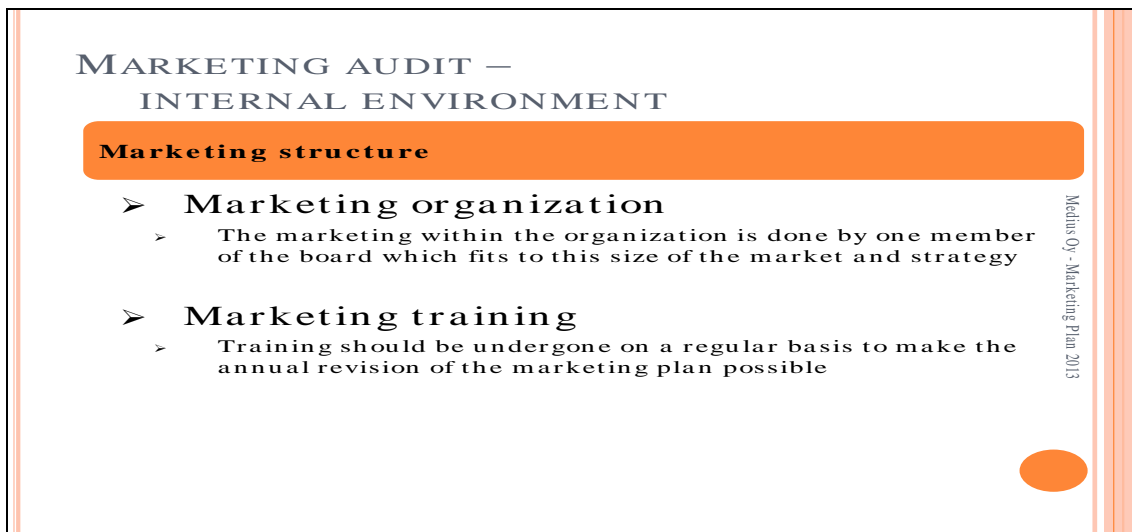 MARKETING AUDIT –
INTERNAL ENVIRONMENT
Marketing structure
➢ Marketing organization
➢ The marketing within the organization is done by one member
of the board which fits to this size of the market and strategy
➢ Marketing training
➢ Training should be undergone on a regular basis to make the
annual revision of the marketing plan possible
Medius Oy - Marketing Plan 2013